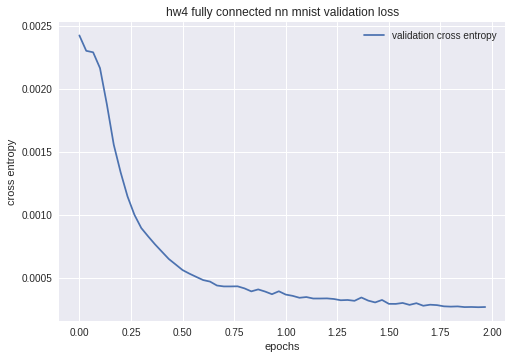 hw4 fully connected nn mnist validation loss
validation cross entropy
0.0025
0.0020
0.0015
0.0010
0.0005
cross entropy
0.00 0.25 0.50 0.75 1.00 1.25 1.50 1.75 2.00
epochs